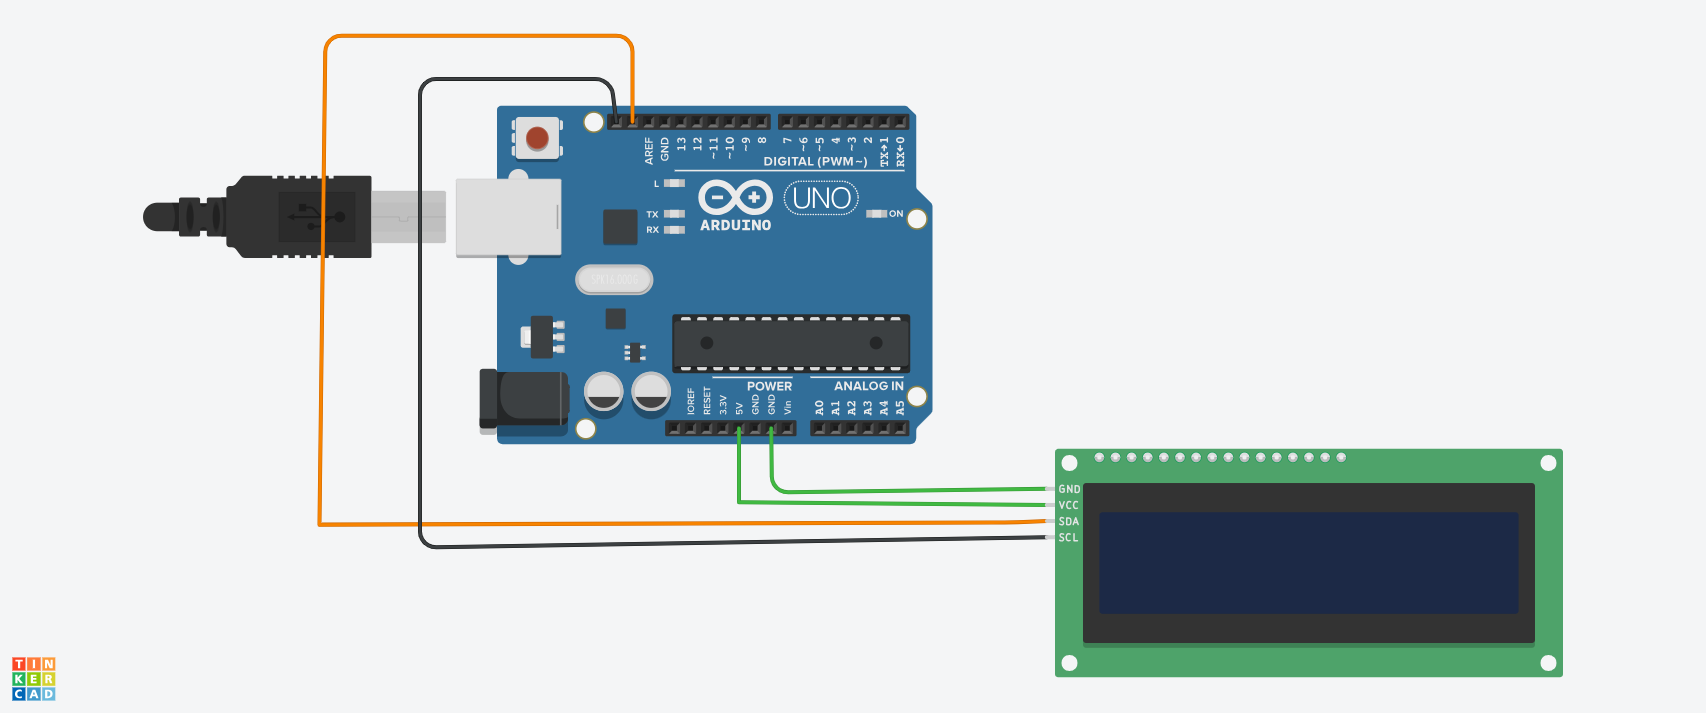 AREF
GND
13
12
~11
~10
~9
8
7
~6
~5
4
~3
2
TX→1
RX←0
DIGITAL (PWM~)
L
TX
RX
ARDUINO
UNO
ON
POWER
ANALOG IN
IOREF
RESET
3.3V
5V
GND
GND
Vin
A0
A1
A2
A3
A4
A5
GND
VCC
SDA
SCL
TIN
KER
CAD